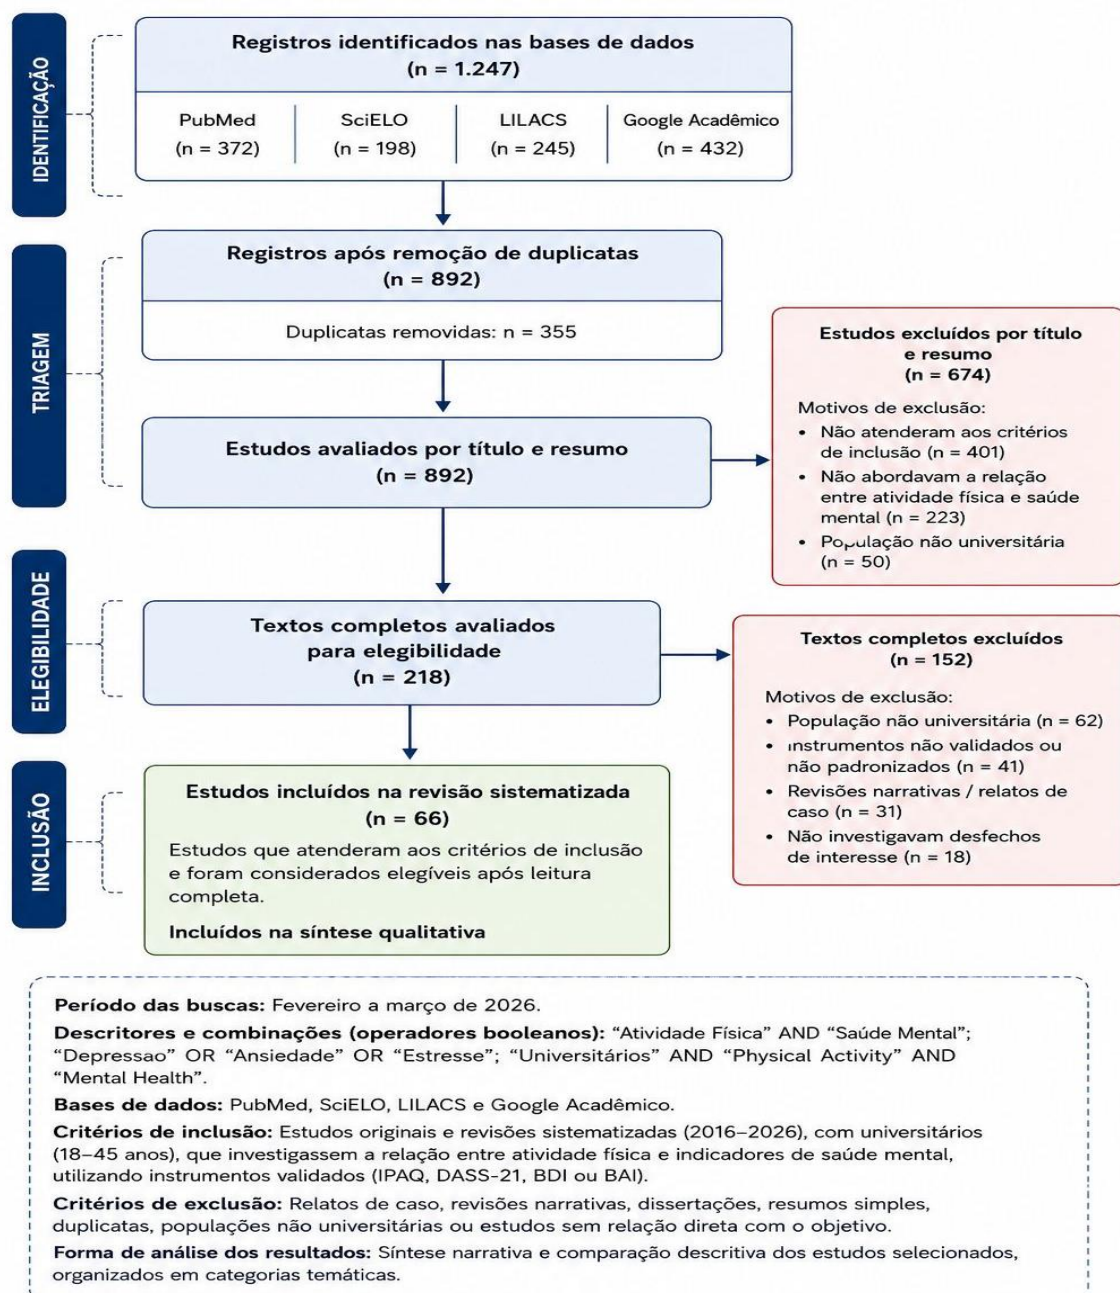 IDENTIFICAÇÃO
Registros identificados nas bases de dados
(n = 1.247)
PubMed
(n = 372)
SciELO
(n = 198)
LILACS
(n = 245)
Google Acadêmico
(n = 432)
TRIAGEM
Registros após remoção de duplicatas
(n = 892)
Duplicatas removidas: n = 355
Estudos avaliados por título e resumo
(n = 892)
Estudos excluídos por título
e resumo
(n = 674)
Motivos de exclusão:
• Não atenderam aos critérios
de inclusão (n = 401)
• Não abordavam a relação
entre atividade física e saúde
mental (n = 223)
• População não universitária
(n = 50)
ELEGIBILIDADE
Textos completos avaliados
para elegibilidade
(n = 218)
Textos completos excluídos
(n = 152)
Motivos de exclusão:
• População não universitária (n = 62)
• Instrumentos não validados ou
não padronizados (n = 41)
• Revisões narrativas / relatos de
caso (n = 31)
• Não investigavam desfechos
de interesse (n = 18)
INCLUSÃO
Estudos incluídos na revisão sistematizada
(n = 66)
Estudos que atenderam aos critérios de inclusão
e foram considerados elegíveis após leitura
completa.
Incluídos na síntese qualitativa
Período das buscas: Fevereiro a março de 2026.
Descritores e combinações (operadores booleanos): “Atividade Física” AND “Saúde Mental”;
“Depressao” OR “Ansiedade” OR “Estresse”; “Universitários” AND “Physical Activity” AND
“Mental Health”.
Bases de dados: PubMed, SciELO, LILACS e Google Acadêmico.
Critérios de inclusão: Estudos originais e revisões sistematizadas (2016–2026), com universitários
(18–45 anos), que investigassem a relação entre atividade física e indicadores de saúde mental,
utilizando instrumentos validados (IPAQ, DASS-21, BDI ou BAI).
Critérios de exclusão: Relatos de caso, revisões narrativas, dissertações, resumos simples,
duplicatas, populações não universitárias ou estudos sem relação direta com o objetivo.
Forma de análise dos resultados: Síntese narrativa e comparação descritiva dos estudos selecionados,
organizados em categorias temáticas.